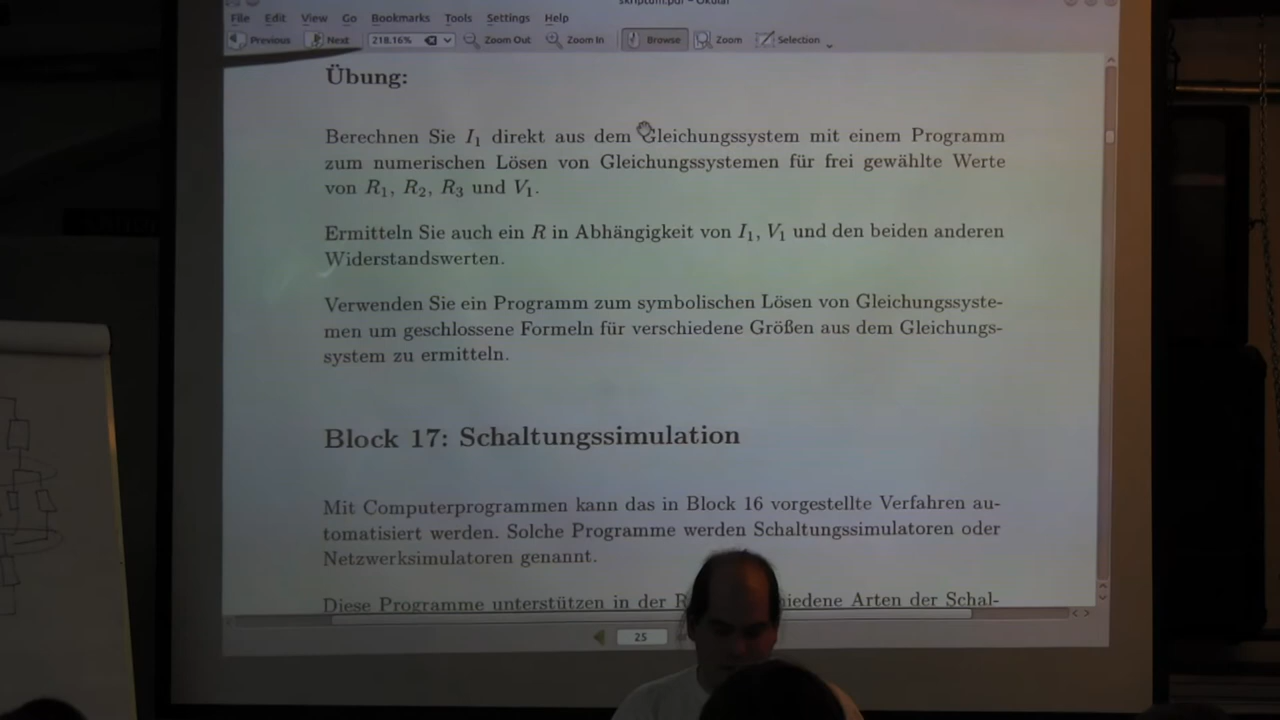 skriptum.pdf – Okular
File Edit View Go Bookmarks Tools Settings Help
Previous Next 218.16% Zoom Out Zoom In Browse Zoom Selection
Übung:
Berechnen Sie I₁ direkt aus dem Gleichungssystem mit einem Programm
zum numerischen Lösen von Gleichungssystemen für frei gewählte Werte
von R₁, R₂, R₃ und V₁.
Ermitteln Sie auch ein R in Abhängigkeit von I₁, V₁ und den beiden anderen
Widerstandswerten.
Verwenden Sie ein Programm zum symbolischen Lösen von Gleichungssyste-
men um geschlossene Formeln für verschiedene Größen aus dem Gleichungs-
system zu ermitteln.
Block 17: Schaltungssimulation
Mit Computerprogrammen kann das in Block 16 vorgestellte Verfahren au-
tomatisiert werden. Solche Programme werden Schaltungssimulatoren oder
Netzwerksimulatoren genannt.
Diese Programme unterstützen in der Arten der Schal-
25